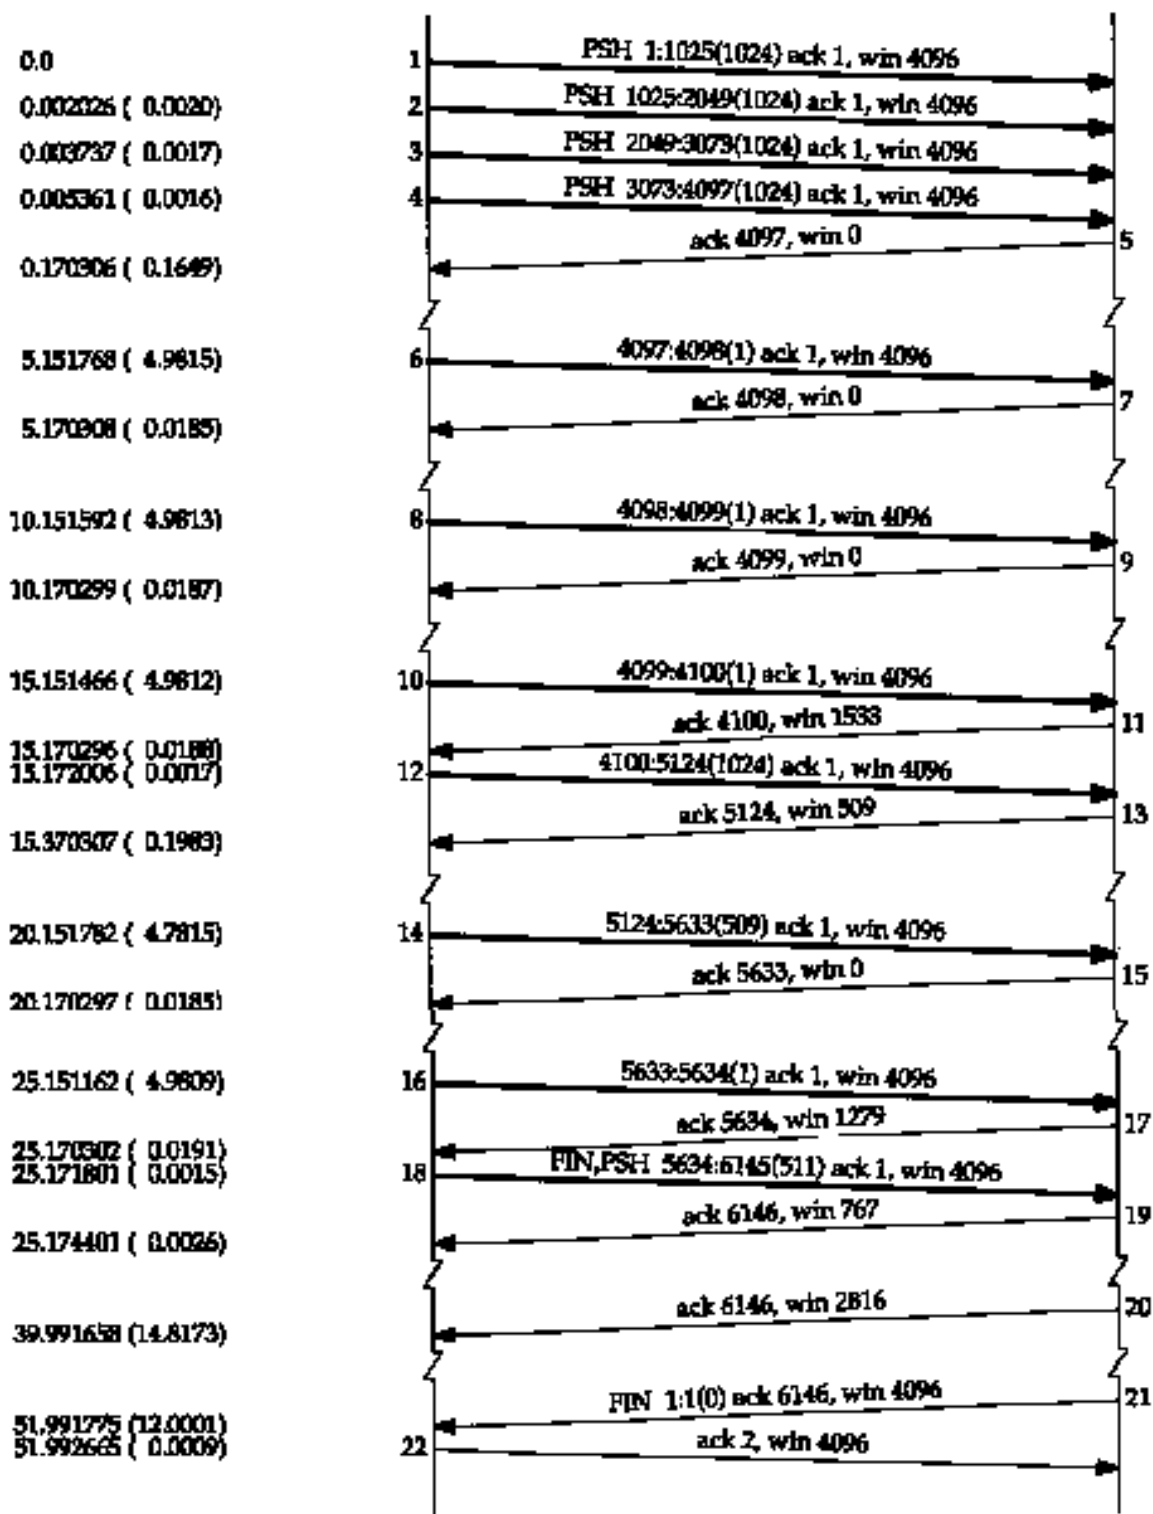 0.0 1 PSH 1:1025(1024) ack 1, win 4096
0.002026 ( 0.0020) 2 PSH 1025:2049(1024) ack 1, win 4096
0.003737 ( 0.0017) 3 PSH 2049:3073(1024) ack 1, win 4096
0.005361 ( 0.0016) 4 PSH 3073:4097(1024) ack 1, win 4096
ack 4097, win 0 5
0.170306 ( 0.1649)
5.151768 ( 4.9815) 6 4097:4098(1) ack 1, win 4096
ack 4098, win 0 7
5.170308 ( 0.0185)
10.151592 ( 4.9813) 8 4098:4099(1) ack 1, win 4096
ack 4099, win 0 9
10.170299 ( 0.0187)
15.151466 ( 4.9812) 10 4099:4100(1) ack 1, win 4096
ack 4100, win 1533 11
15.170296 ( 0.0188)
15.172006 ( 0.0017) 12 4100:5124(1024) ack 1, win 4096
ack 5124, win 509 13
15.370307 ( 0.1983)
20.151782 ( 4.7815) 14 5124:5633(509) ack 1, win 4096
ack 5633, win 0 15
20.170297 ( 0.0185)
25.151162 ( 4.9809) 16 5633:5634(1) ack 1, win 4096
ack 5634, win 1279 17
25.170302 ( 0.0191)
25.171801 ( 0.0015) 18 FIN,PSH 5634:6145(511) ack 1, win 4096
ack 6146, win 767 19
25.174401 ( 0.0026)
ack 6146, win 2816 20
39.991658 (14.8173)
FIN 1:1(0) ack 6146, win 4096 21
51.991775 (12.0001)
51.992665 ( 0.0009) 22 ack 2, win 4096